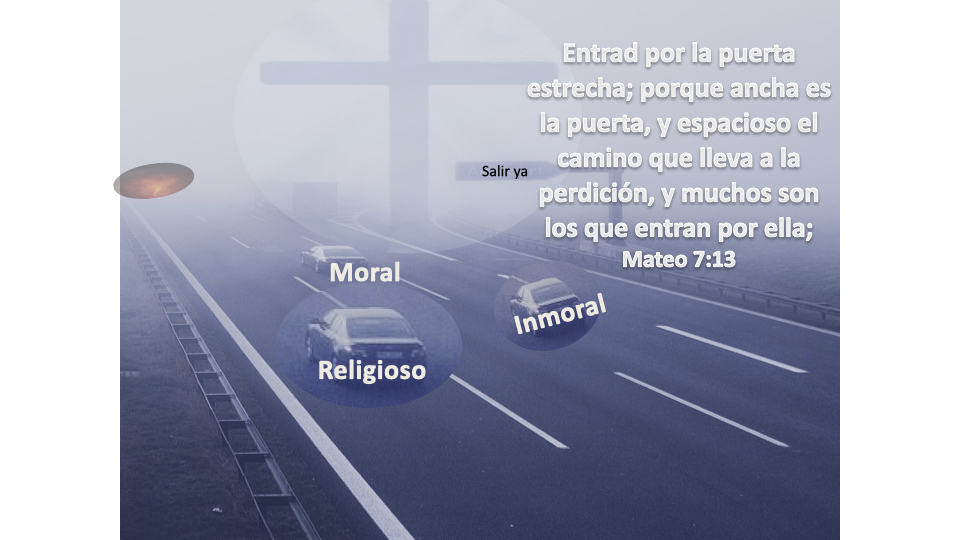 Entrad por la puerta
estrecha; porque ancha es
la puerta, y espacioso el
camino que lleva a la
perdición, y muchos son
los que entran por ella;
Mateo 7:13
Salir ya
Moral
Inmoral
Religioso